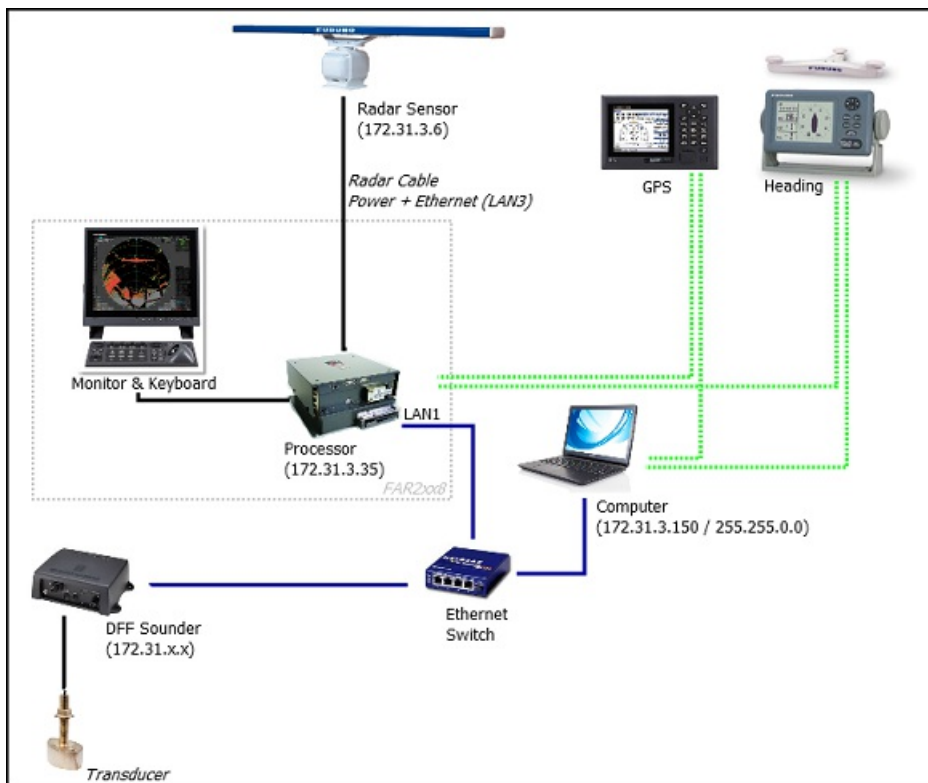 FURUNO
Radar Sensor
(172.31.3.6)
FURUNO
GPS
Heading
Radar Cable
Power + Ethernet (LAN3)
Monitor & Keyboard
LAN1
Processor
(172.31.3.35)
FAR2xx8
Computer
(172.31.3.150 / 255.255.0.0)
Ethernet
Switch
DFF Sounder
(172.31.x.x)
Transducer